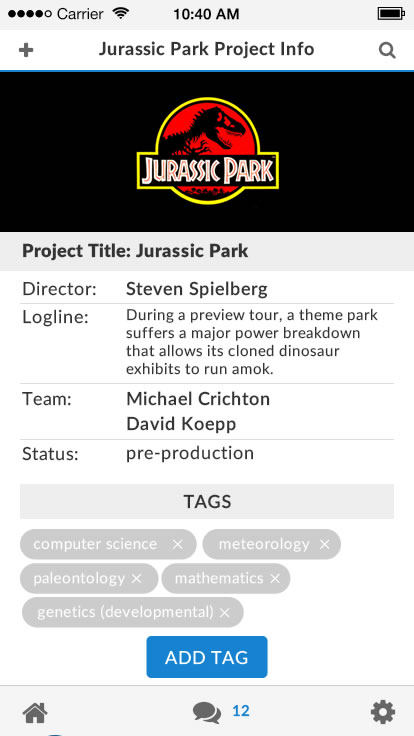 Carrier 10:40 AM
Jurassic Park Project Info
JURASSIC PARK
Project Title: Jurassic Park
Director: Steven Spielberg
Logline: During a preview tour, a theme park
suffers a major power breakdown
that allows its cloned dinosaur
exhibits to run amok.
Team: Michael Crichton
David Koepp
Status: pre-production
TAGS
computer science × meteorology ×
paleontology × mathematics ×
genetics (developmental) ×
ADD TAG
12